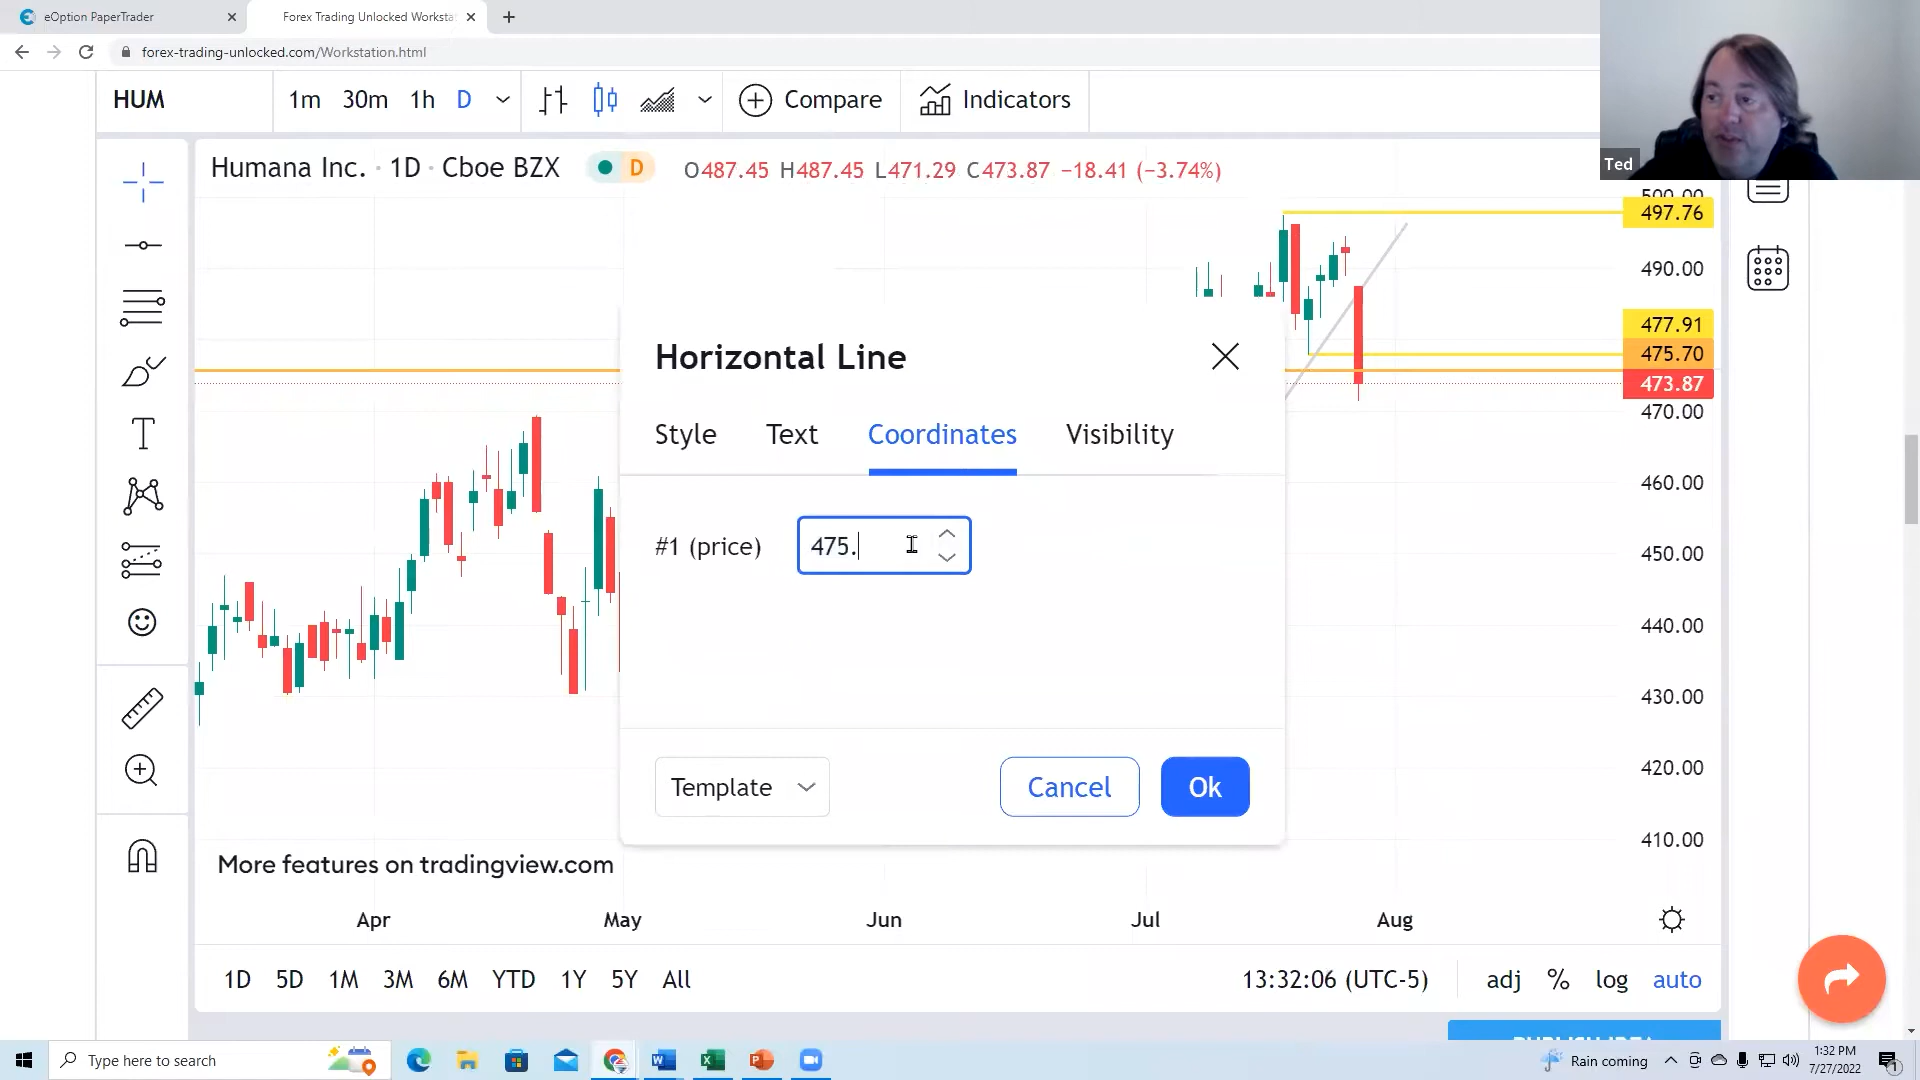 eOption PaperTrader
Forex Trading Unlocked Worksta
forex-trading-unlocked.com/Workstation.html
HUM
1m 30m 1h D
Compare
Indicators
Ted
Humana Inc. · 1D · Cboe BZX
D
O487.45 H487.45 L471.29 C473.87 −18.41 (−3.74%)
500.00
497.76
490.00
477.91
475.70
473.87
470.00
460.00
450.00
440.00
430.00
420.00
410.00
Horizontal Line
Style Text Coordinates Visibility
#1 (price) 475.
Template
Cancel
Ok
More features on tradingview.com
Apr May Jun Jul Aug
1D 5D 1M 3M 6M YTD 1Y 5Y All
13:32:06 (UTC-5)
adj % log auto
Type here to search
Rain coming
1:32 PM
7/27/2022
1